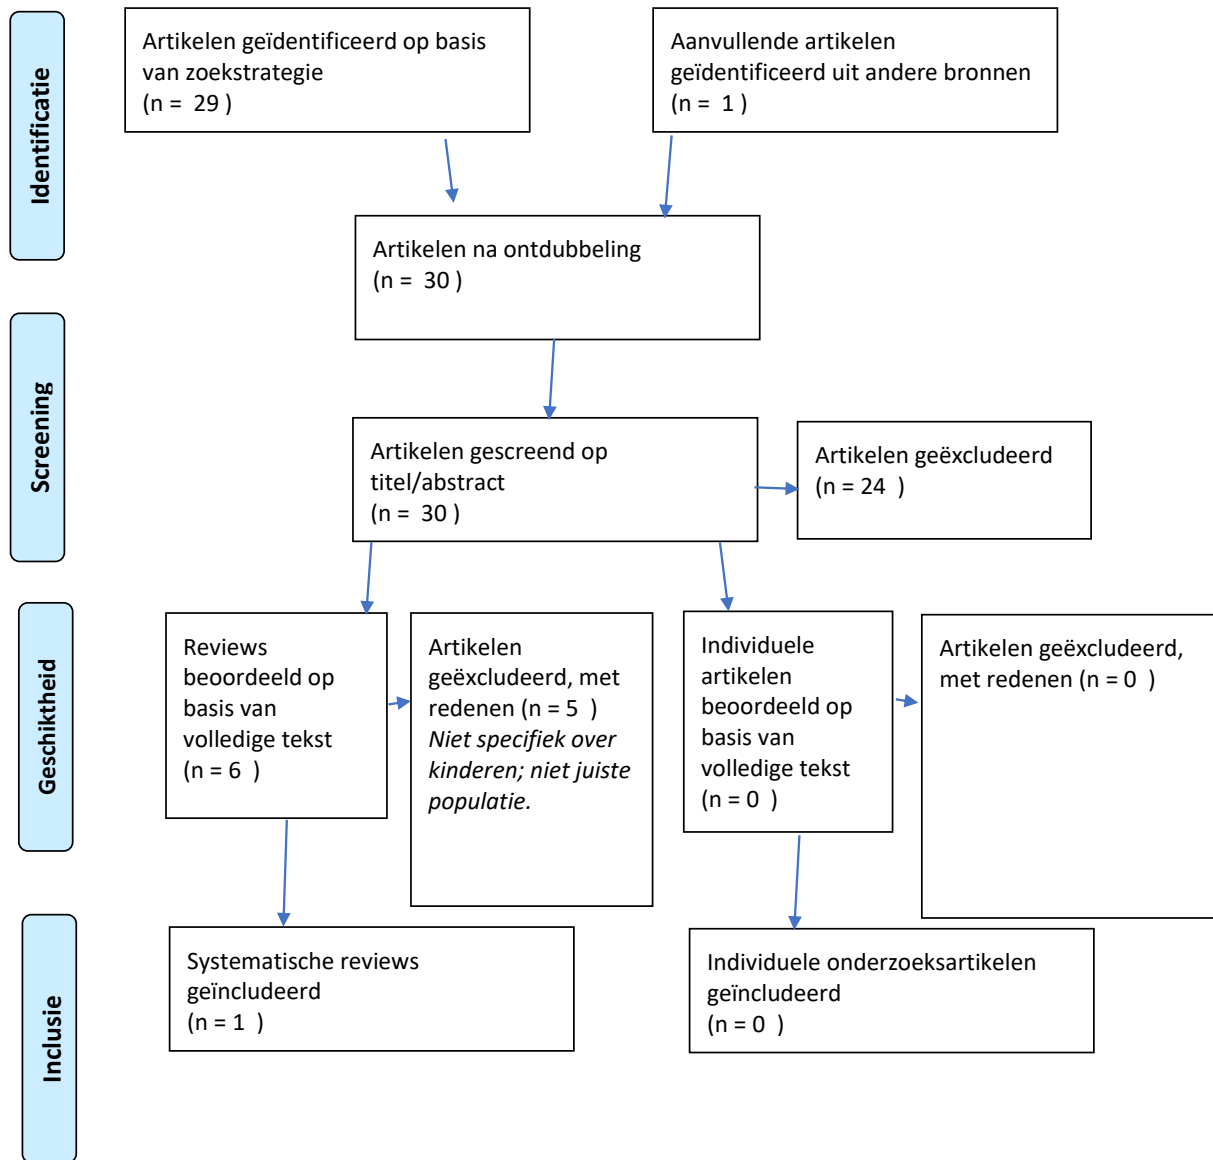 Identificatie
Artikelen geïdentificeerd op basis
van zoekstrategie
(n = 29 )
Aanvullende artikelen
geïdentificeerd uit andere bronnen
(n = 1 )
Artikelen na ontdubbeling
(n = 30 )
Screening
Artikelen gescreend op
titel/abstract
(n = 30 )
Artikelen geëxcludeerd
(n = 24 )
Geschiktheid
Reviews
beoordeeld op
basis van
volledige tekst
(n = 6 )
Artikelen
geëxcludeerd, met
redenen (n = 5 )
Niet specifiek over
kinderen; niet juiste
populatie.
Individuele
artikelen
beoordeeld op
basis van
volledige tekst
(n = 0 )
Artikelen geëxcludeerd,
met redenen (n = 0 )
Inclusie
Systematische reviews
geïncludeerd
(n = 1 )
Individuele onderzoeksartikelen
geïncludeerd
(n = 0 )